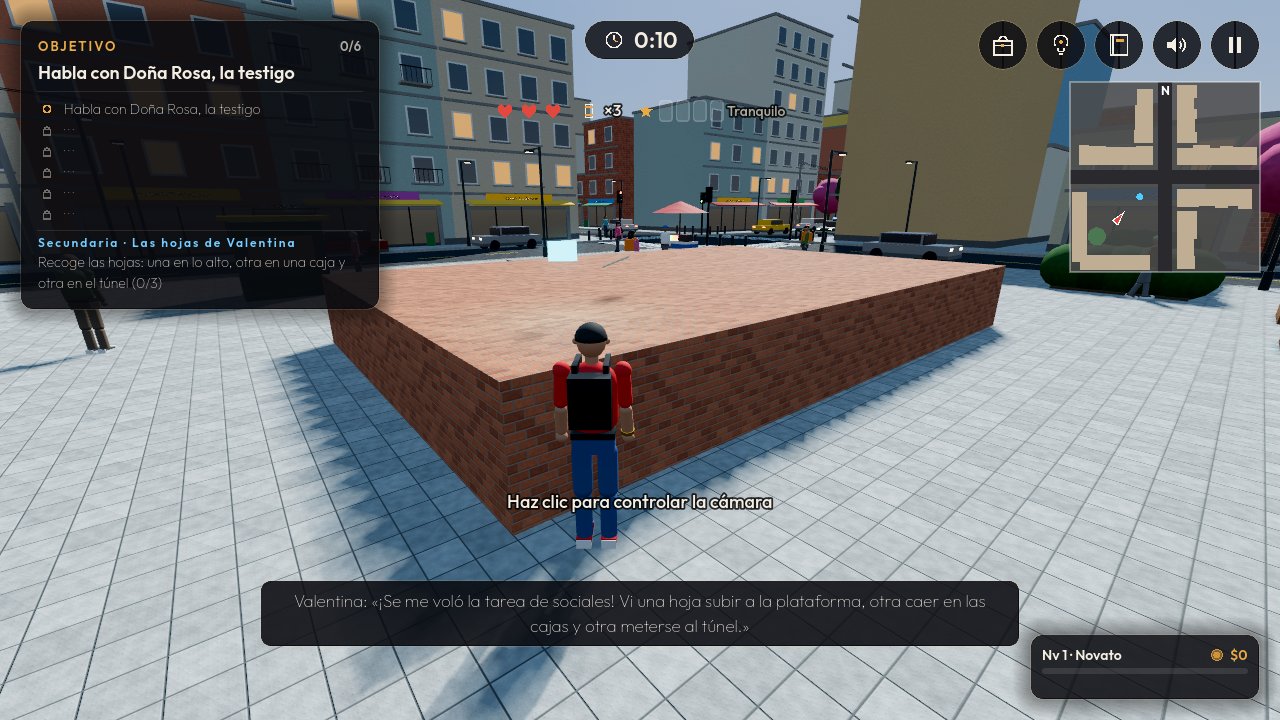 OBJETIVO 0/6
Habla con Doña Rosa, la testigo
Habla con Doña Rosa, la testigo
...
...
...
...
...
Secundaria · Las hojas de Valentina
Recoge las hojas: una en lo alto, otra en una caja y
otra en el túnel (0/3)
0:10
×3
Tranquilo
N
Haz clic para controlar la cámara
Valentina: «¡Se me voló la tarea de sociales! Vi una hoja subir a la plataforma, otra caer en las
cajas y otra meterse al túnel.»
Nv 1 · Novato $0